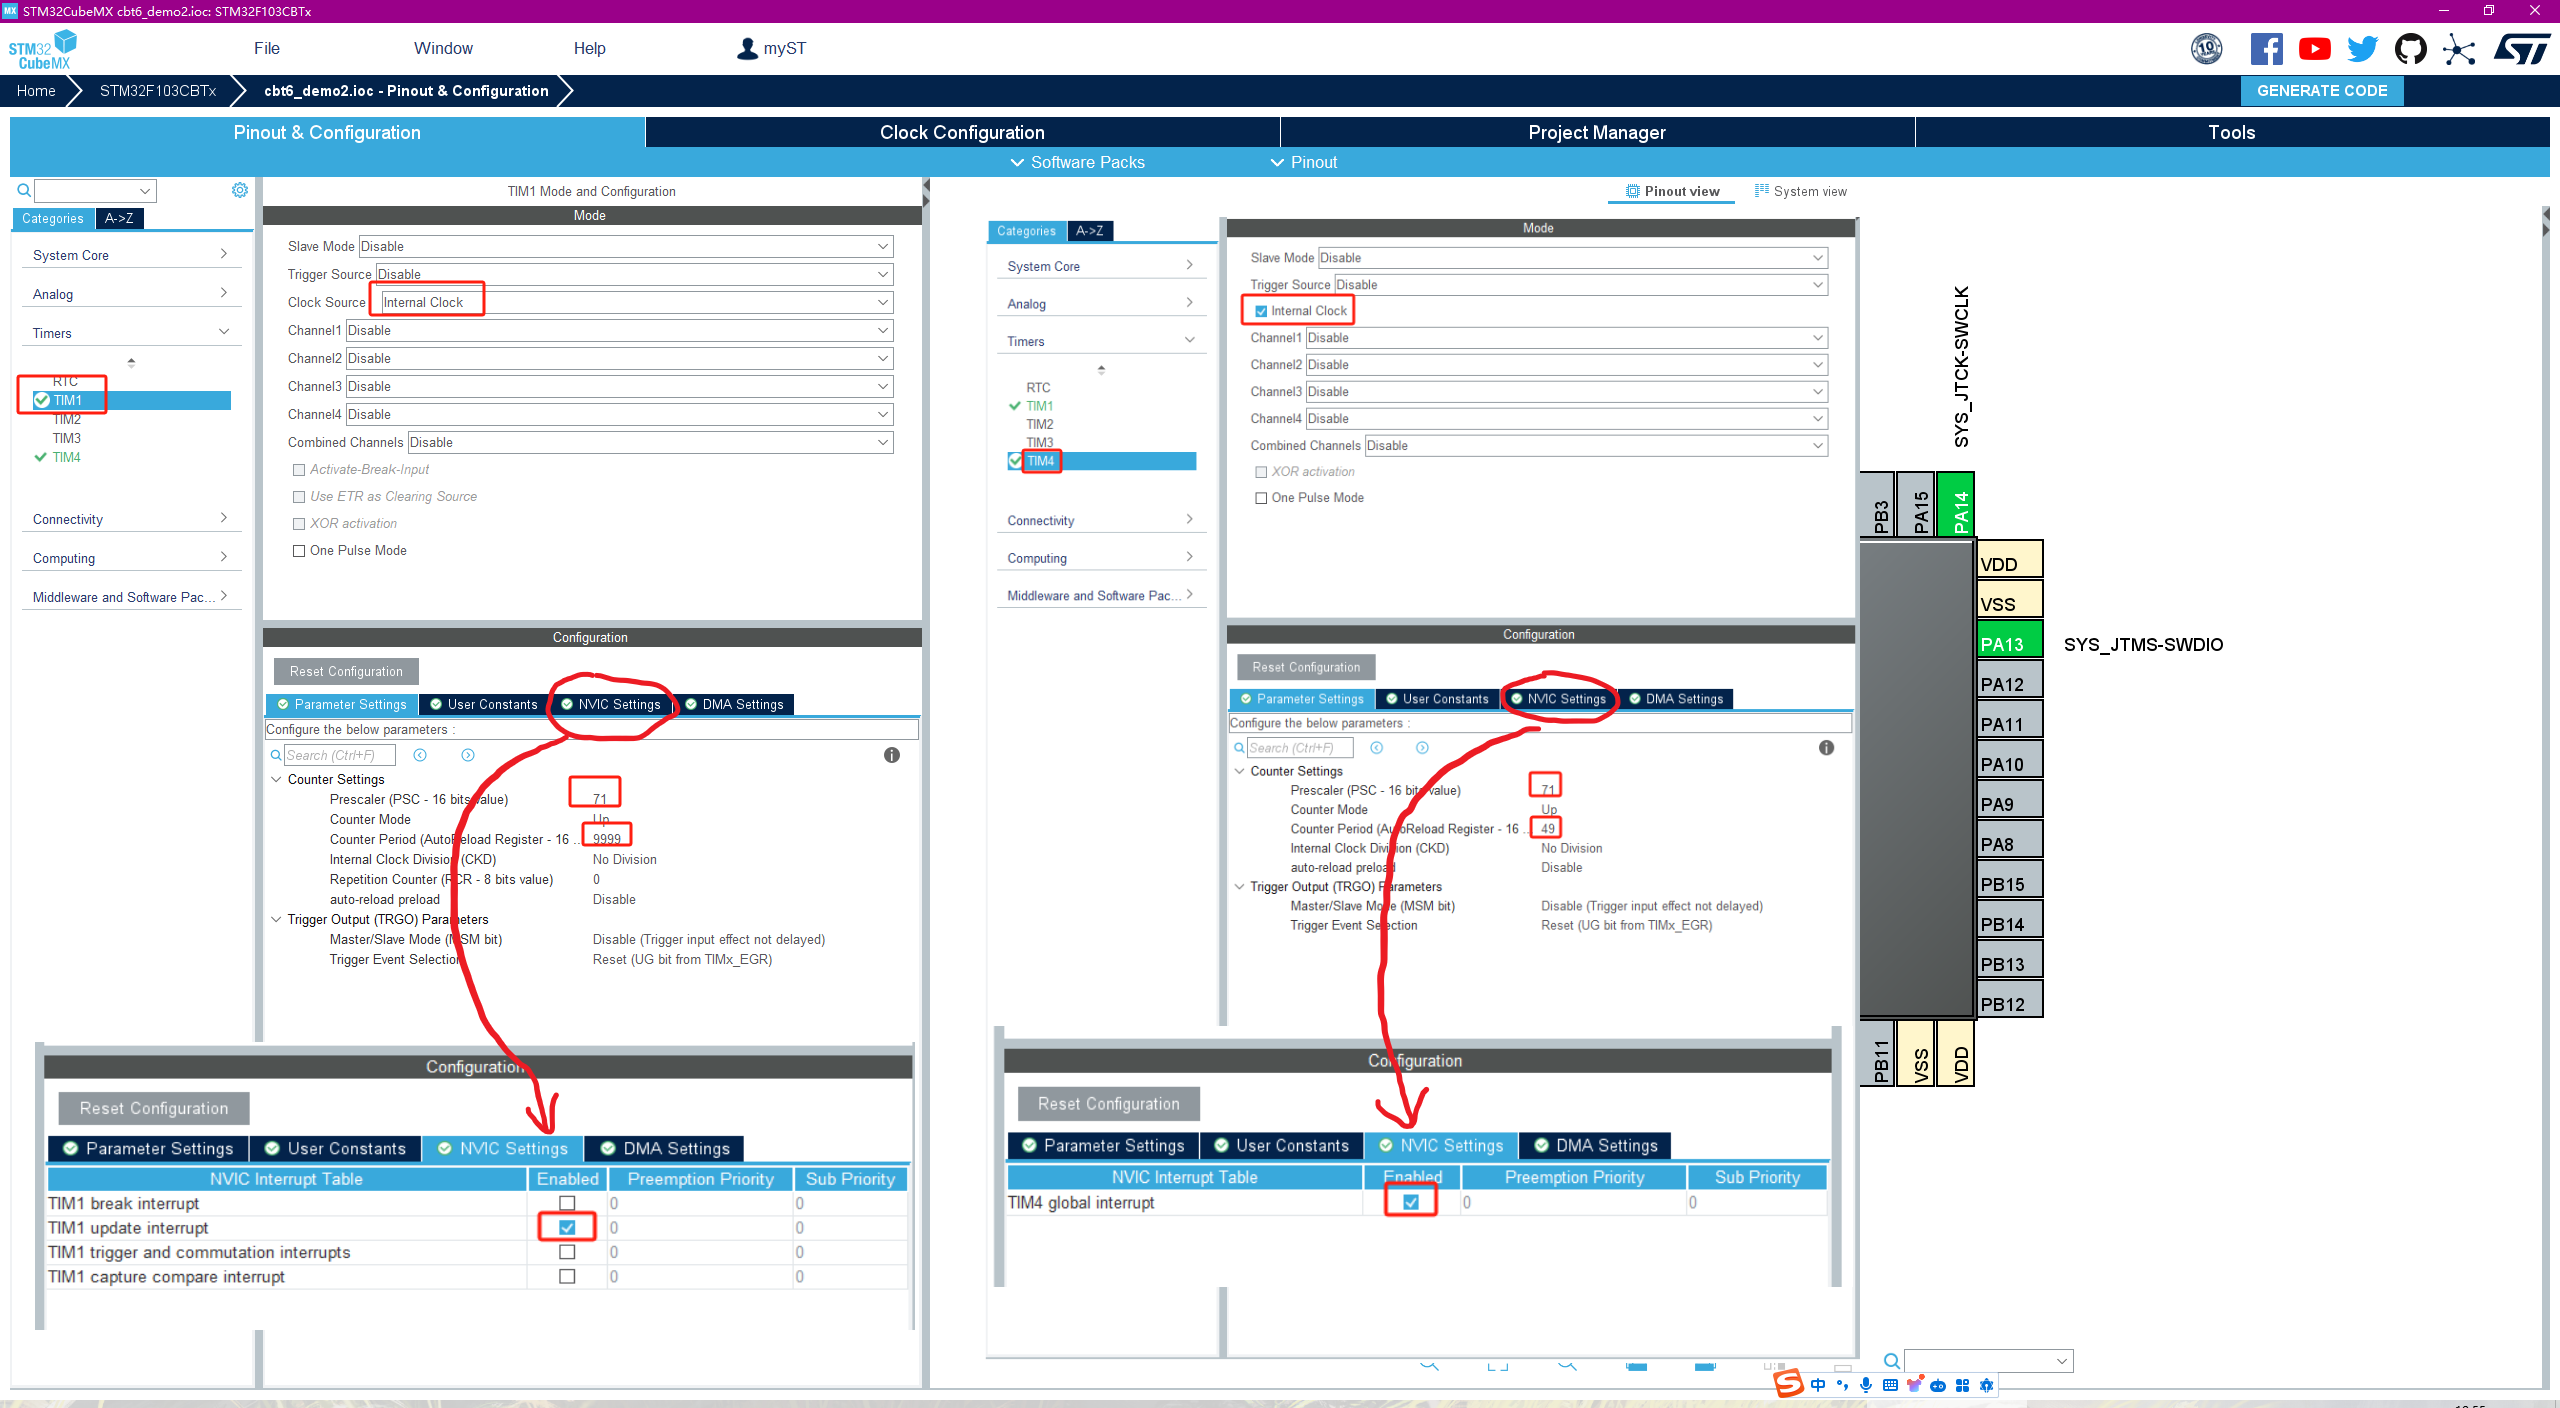 STM32CubeMX cbt6_demo2.ioc: STM32F103CBTx
STM32 CubeMX
File
Window
Help
myST
10
Home
STM32F103CBTx
cbt6_demo2.ioc - Pinout & Configuration
GENERATE CODE
Pinout & Configuration
Clock Configuration
Project Manager
Tools
Software Packs
Pinout
Categories
A->Z
System Core
Analog
Timers
RTC
TIM1
TIM2
TIM3
TIM4
Connectivity
Computing
Middleware and Software Pac...
TIM1 Mode and Configuration
Mode
Slave Mode Disable
Trigger Source Disable
Clock Source Internal Clock
Channel1 Disable
Channel2 Disable
Channel3 Disable
Channel4 Disable
Combined Channels Disable
Activate-Break-Input
Use ETR as Clearing Source
XOR activation
One Pulse Mode
Configuration
Reset Configuration
Parameter Settings
User Constants
NVIC Settings
DMA Settings
Configure the below parameters :
Search (Ctrl+F)
Counter Settings
Prescaler (PSC - 16 bits value) 71
Counter Mode Up
Counter Period (AutoReload Register - 16 ... 9999
Internal Clock Division (CKD) No Division
Repetition Counter (RCR - 8 bits value) 0
auto-reload preload Disable
Trigger Output (TRGO) Parameters
Master/Slave Mode (MSM bit) Disable (Trigger input effect not delayed)
Trigger Event Selection Reset (UG bit from TIMx_EGR)
Configuration
Reset Configuration
Parameter Settings
User Constants
NVIC Settings
DMA Settings
NVIC Interrupt Table Enabled Preemption Priority Sub Priority
TIM1 break interrupt 0 0
TIM1 update interrupt 0 0
TIM1 trigger and commutation interrupts 0 0
TIM1 capture compare interrupt 0 0
Pinout view
System view
Categories
A->Z
System Core
Analog
Timers
RTC
TIM1
TIM2
TIM3
TIM4
Connectivity
Computing
Middleware and Software Pac...
Mode
Slave Mode Disable
Trigger Source Disable
Internal Clock
Channel1 Disable
Channel2 Disable
Channel3 Disable
Channel4 Disable
Combined Channels Disable
XOR activation
One Pulse Mode
Configuration
Reset Configuration
Parameter Settings
User Constants
NVIC Settings
DMA Settings
Configure the below parameters :
Search (Ctrl+F)
Counter Settings
Prescaler (PSC - 16 bits value) 71
Counter Mode Up
Counter Period (AutoReload Register - 16 ... 49
Internal Clock Division (CKD) No Division
auto-reload preload Disable
Trigger Output (TRGO) Parameters
Master/Slave Mode (MSM bit) Disable (Trigger input effect not delayed)
Trigger Event Selection Reset (UG bit from TIMx_EGR)
Configuration
Reset Configuration
Parameter Settings
User Constants
NVIC Settings
DMA Settings
NVIC Interrupt Table Enabled Preemption Priority Sub Priority
TIM4 global interrupt 0 0
SYS_JTCK-SWCLK
PB3
PA15
PA14
VDD
VSS
PA13
SYS_JTMS-SWDIO
PA12
PA11
PA10
PA9
PA8
PB15
PB14
PB13
PB12
PB11
VSS
VDD
中